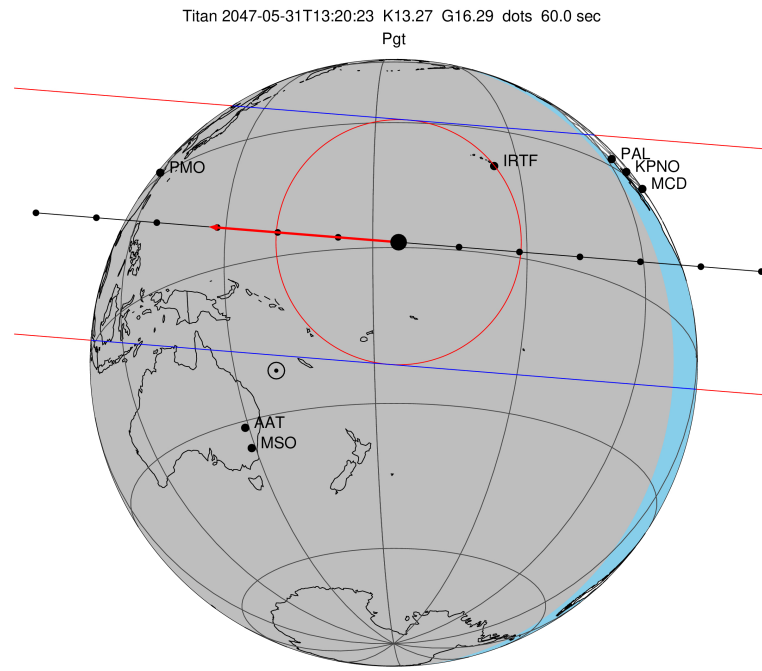 Titan 2047-05-31T13:20:23 K13.27 G16.29 dots 60.0 sec
Pgt
PMO
IRTF
PAL
KPNO
MCD
AAT
MSO